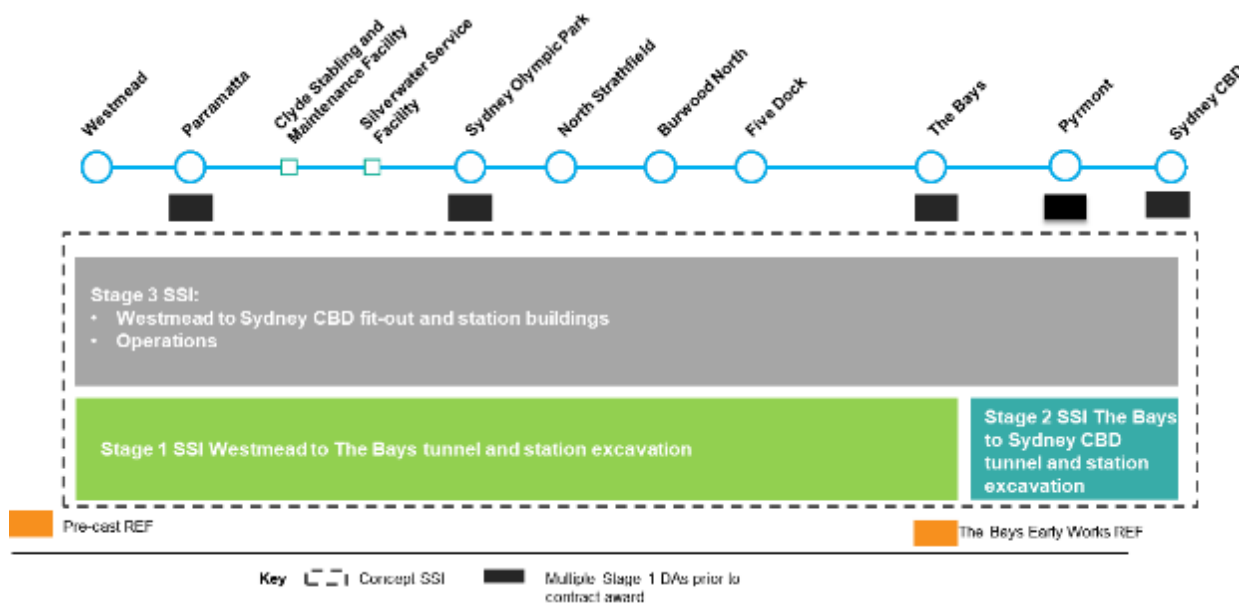 Westmead
Parramatta
Clyde Stabling and
Maintenance Facility
Silverwater Service
Facility
Sydney Olympic Park
North Strathfield
Burwood North
Five Dock
The Bays
Pyrmont
Sydney CBD
Stage 3 SSI:
• Westmead to Sydney CBD fit-out and station buildings
• Operations
Stage 1 SSI Westmead to The Bays tunnel and station excavation
Stage 2 SSI The Bays
to Sydney CBD
tunnel and station
excavation
Pre-cast REF
The Bays Early Works REF
Key
Concept SSI
Multiple Stage 1 DAs prior to
contract award